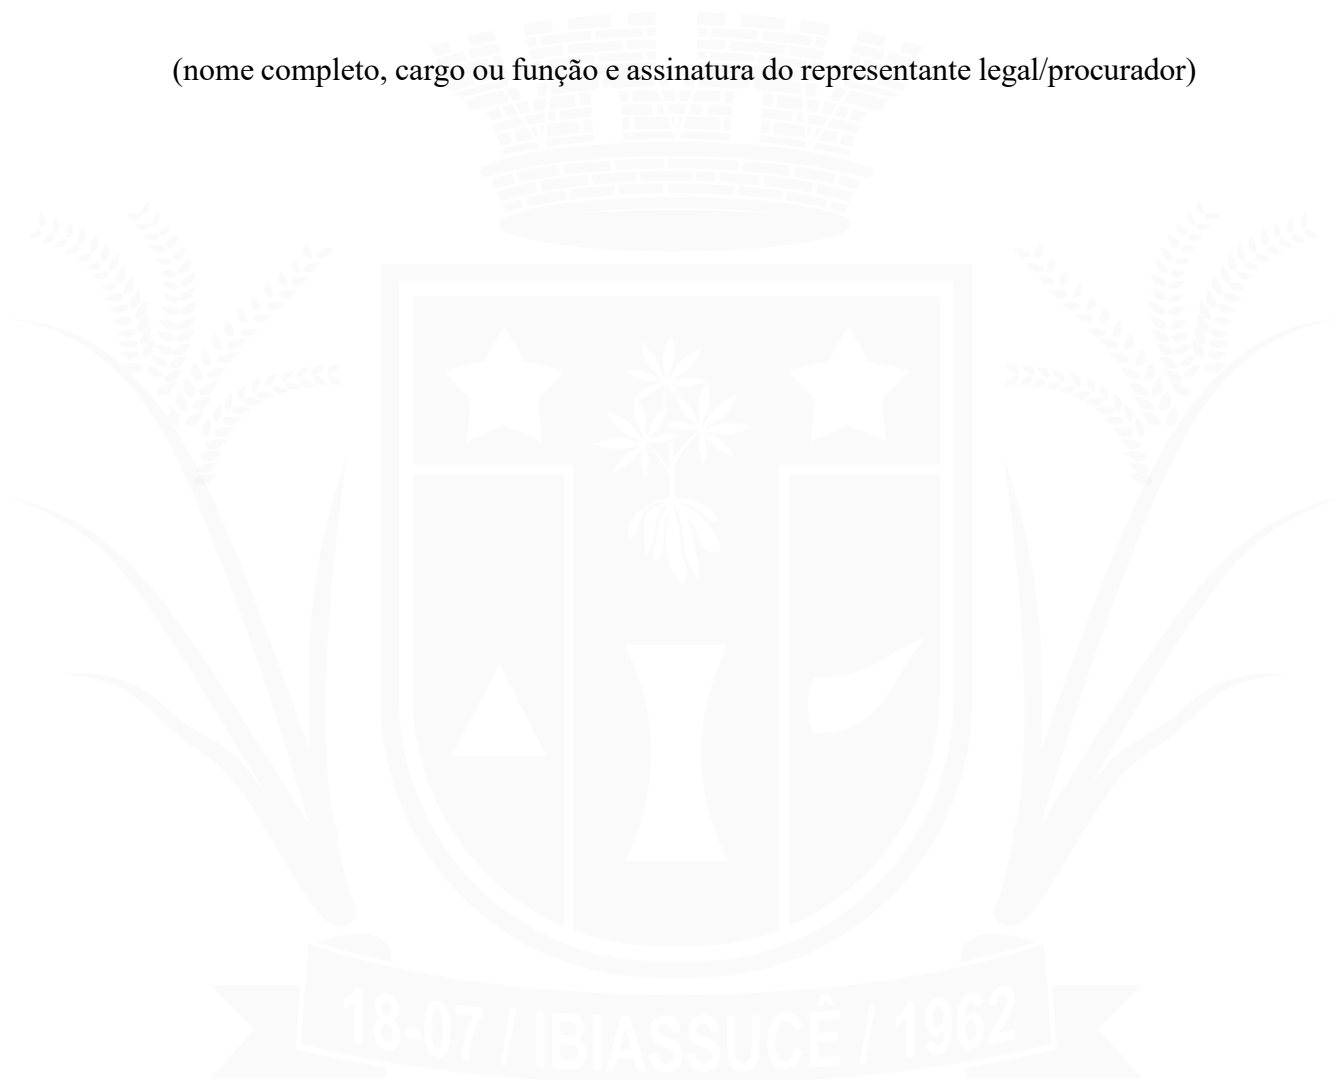 (nome completo, cargo ou função e assinatura do representante legal/procurador)
18-07 / IBIASSUCÊ / 1962